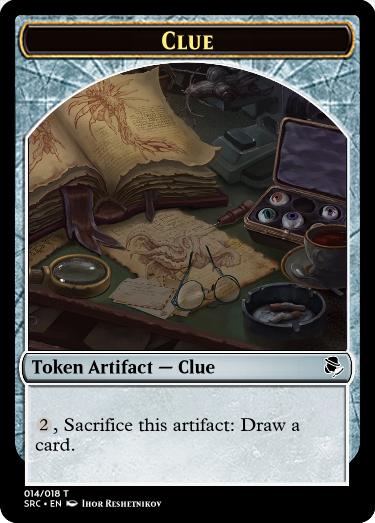 Clue
Token Artifact — Clue
2, Sacrifice this artifact: Draw a
card.
014/018 T
SRC • EN Ihor Reshetnikov